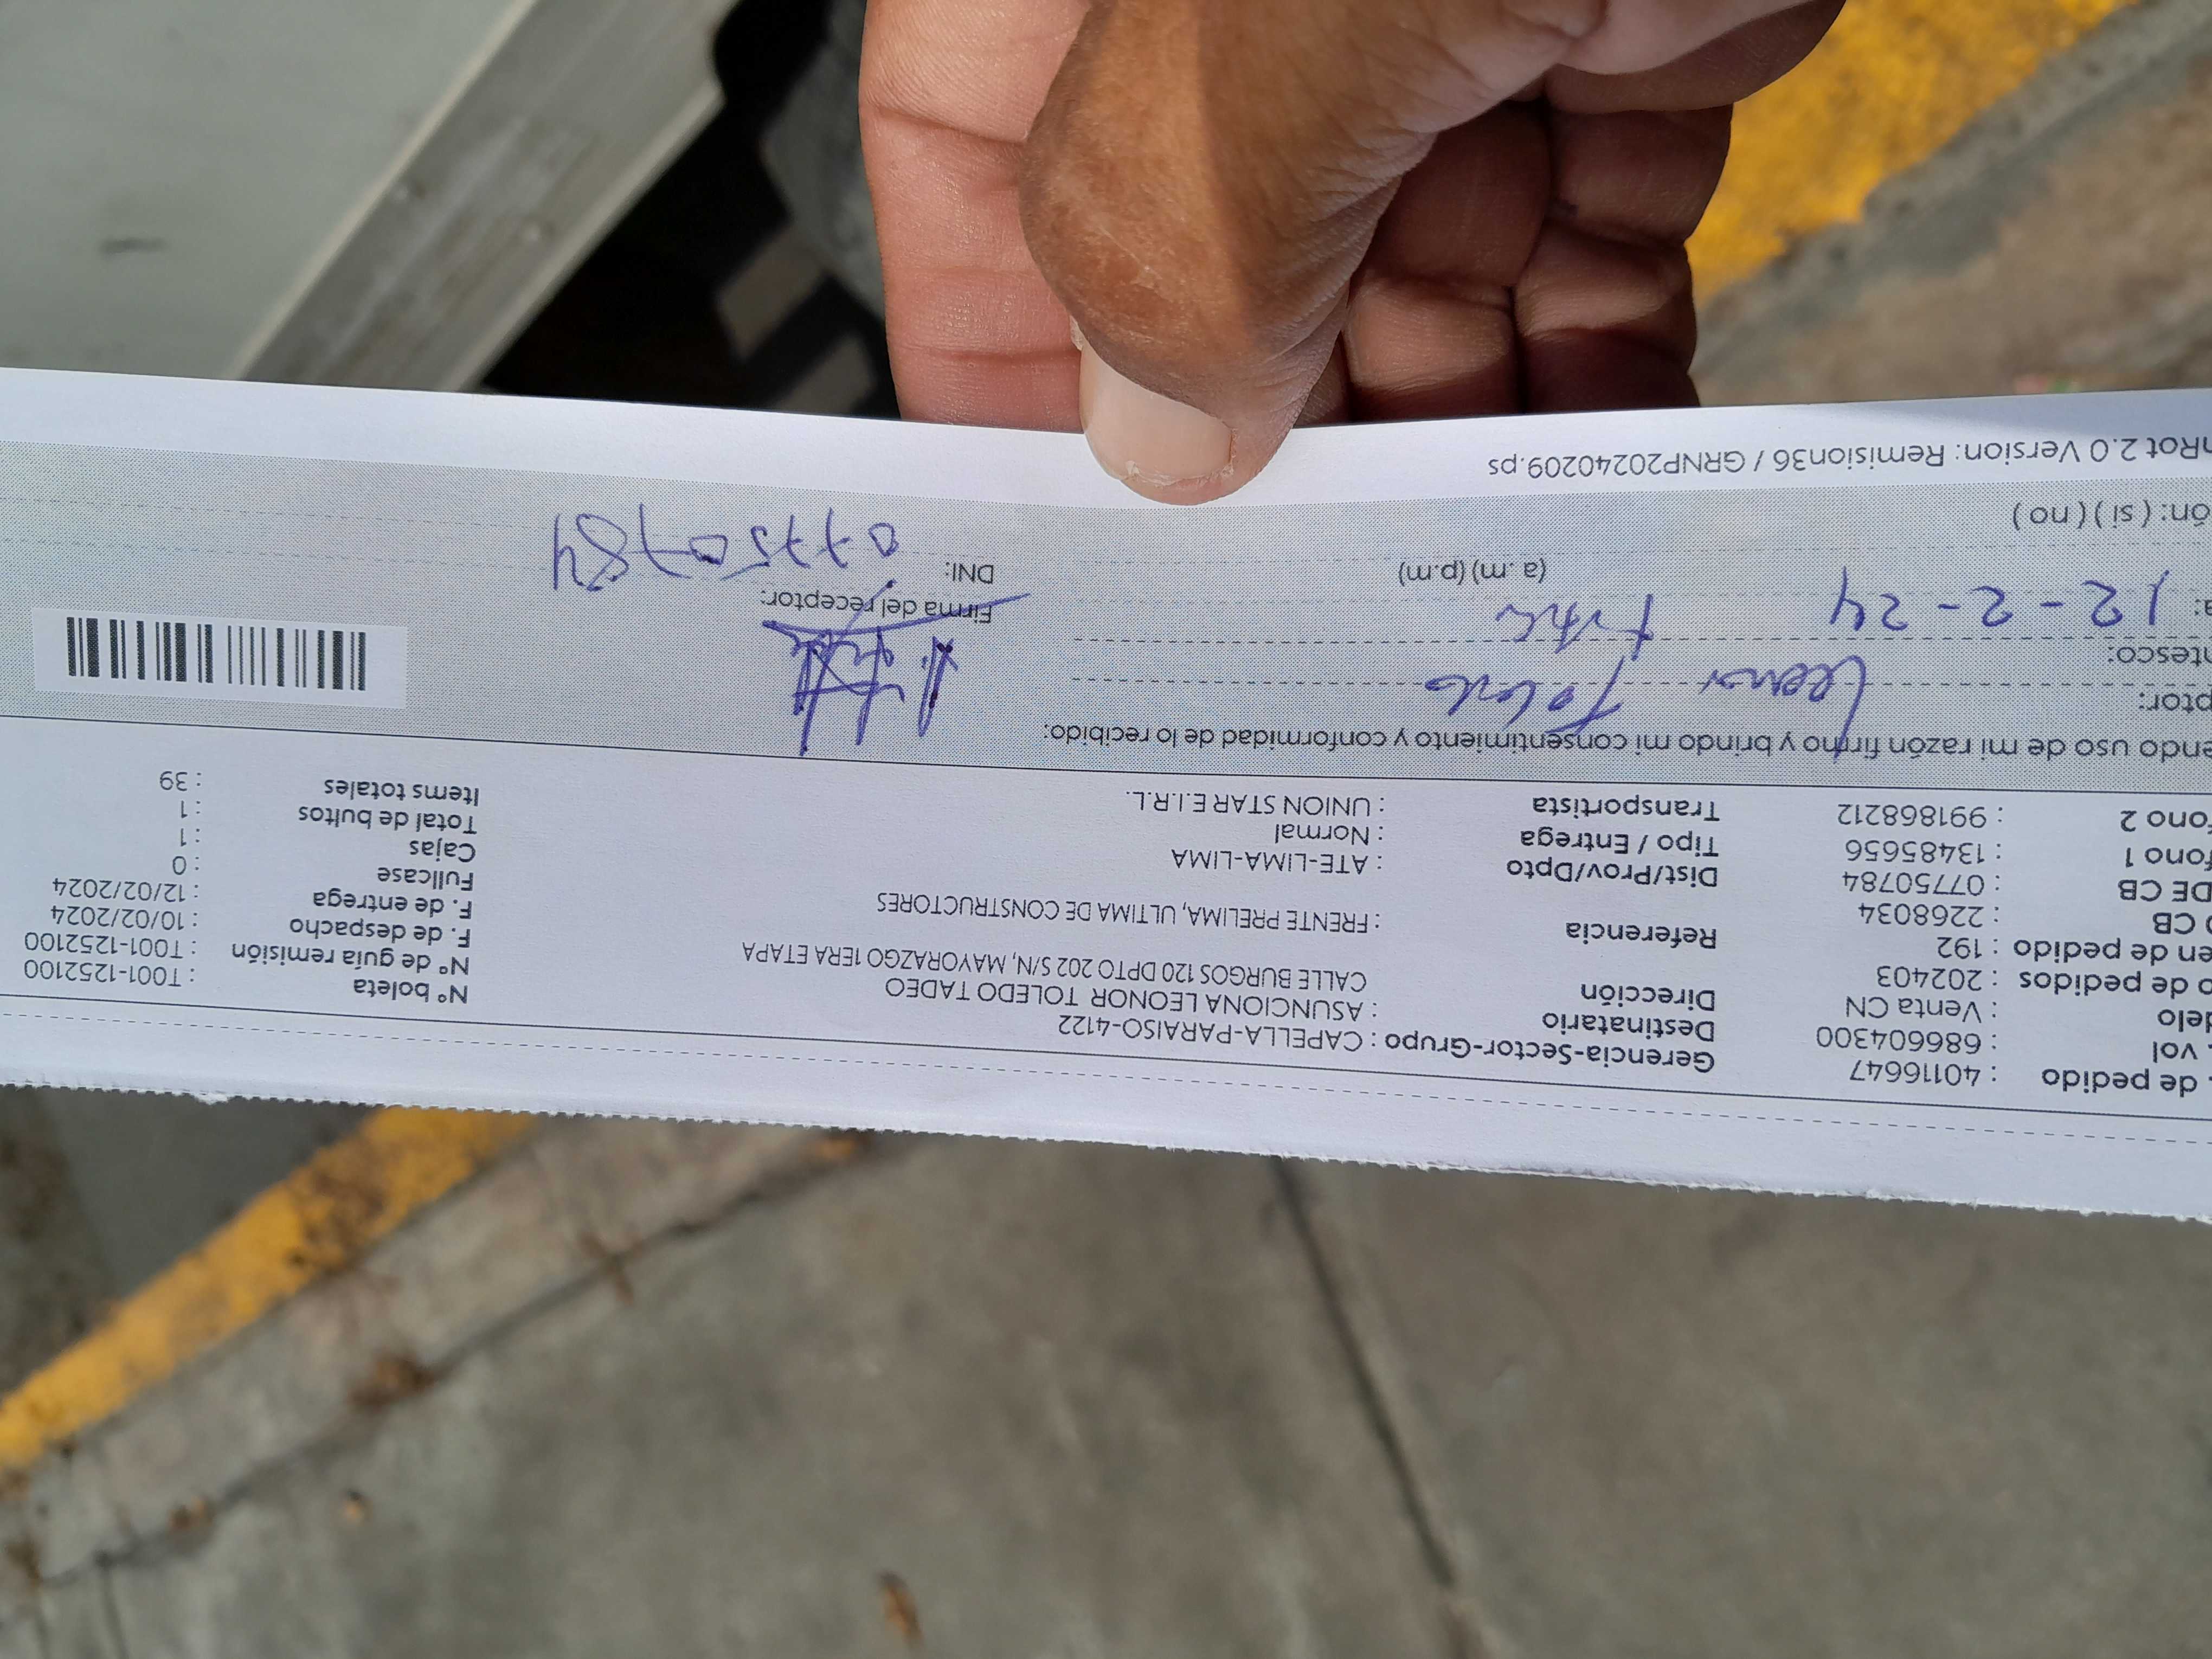 . de pedido : 40116647 Gerencia-Sector-Grupo : CAPELLA-PARAISO-4122 N° boleta : T001-1252100
. vol : 686604300 Destinatario : ASUNCIONA LEONOR TOLEDO TADEO N° de guía remisión : T001-1252100
delo : Venta CN Dirección CALLE BURGOS 120 DPTO 202 S/N, MAYORAZGO 1ERA ETAPA F. de despacho : 10/02/2024
o de pedidos : 202403 F. de entrega : 12/02/2024
en de pedido : 192 Referencia : FRENTE PRELIMA, ULTIMA DE CONSTRUCTORES Fullcase : 0
o CB : 2268034 Cajas : 1
DE CB : 07750784 Dist/Prov/Dpto : ATE-LIMA-LIMA Total de bultos : 1
fono 1 : 13485656 Tipo / Entrega : Normal Items totales : 39
fono 2 : 991868212 Transportista : UNION STAR E.I.R.L.
endo uso de mi razón firmo y brindo mi consentimiento y conformidad de lo recibido:
ptor: Leonor Toledo
ntesco:
a: 12-2-24 (a .m) (p.m) Firma del receptor:
DNI: 07750784
ón: ( si ) ( no )
nRot 2.0 Version: Remision36 / GRNP20240209.ps